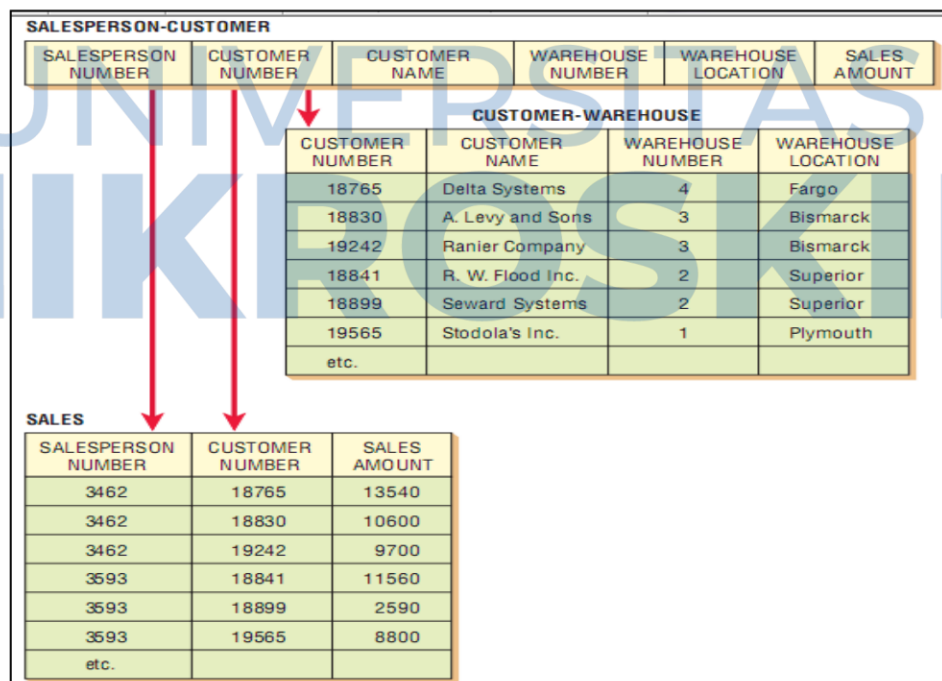 SALESPERSON-CUSTOMER
SALESPERSON NUMBER CUSTOMER NUMBER CUSTOMER NAME WAREHOUSE NUMBER WAREHOUSE LOCATION SALES AMOUNT
UNIVERSITAS
MIKROSKIL
CUSTOMER-WAREHOUSE
CUSTOMER NUMBER CUSTOMER NAME WAREHOUSE NUMBER WAREHOUSE LOCATION
18765 Delta Systems 4 Fargo
18830 A. Levy and Sons 3 Bismarck
19242 Ranier Company 3 Bismarck
18841 R. W. Flood Inc. 2 Superior
18899 Seward Systems 2 Superior
19565 Stodola's Inc. 1 Plymouth
etc.
SALES
SALESPERSON NUMBER CUSTOMER NUMBER SALES AMOUNT
3462 18765 13540
3462 18830 10600
3462 19242 9700
3593 18841 11560
3593 18899 2590
3593 19565 8800
etc.